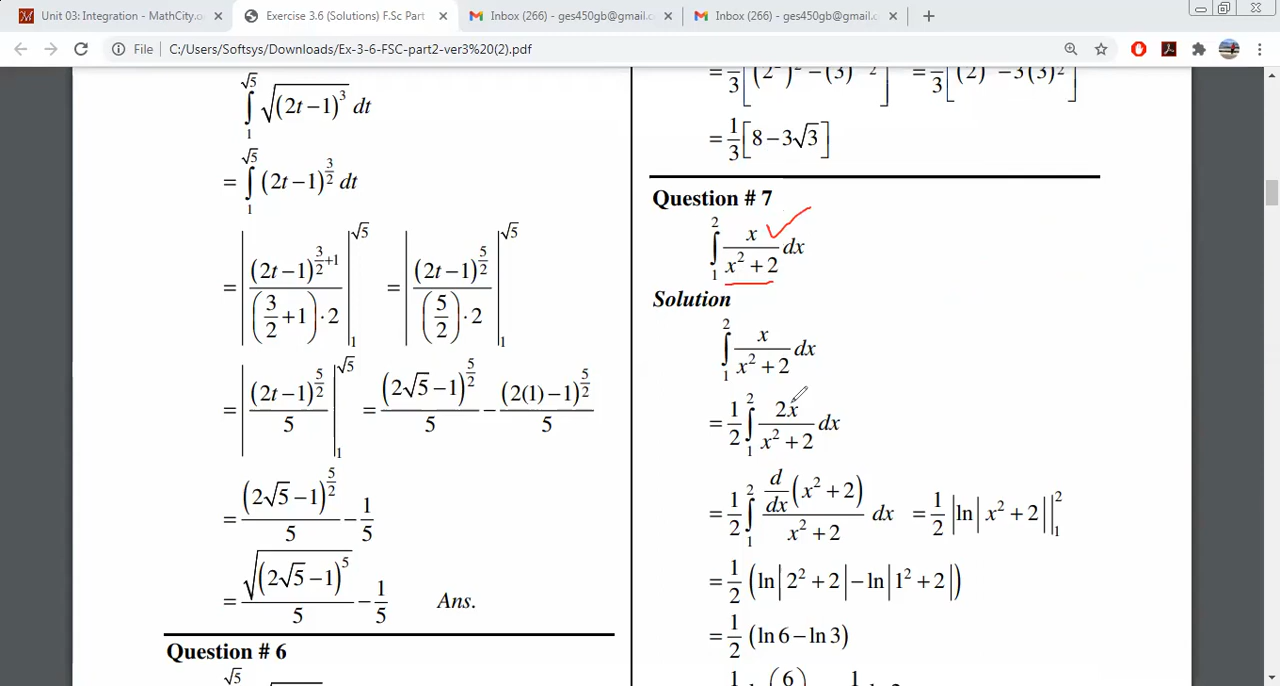 Unit 03: Integration - MathCity.o
Exercise 3.6 (Solutions) F.Sc Part
Inbox (266) - ges450gb@gmail.c
Inbox (266) - ges450gb@gmail.c
File | C:/Users/Softsys/Downloads/Ex-3-6-FSC-part2-ver3%20(2).pdf
∫₁^√5 √((2t−1)³) dt
= ∫₁^√5 (2t−1)^(3/2) dt
= |(2t−1)^(3/2+1) / ((3/2+1)·2)|₁^√5 = |(2t−1)^(5/2) / ((5/2)·2)|₁^√5
= |(2t−1)^(5/2) / 5|₁^√5 = (2√5−1)^(5/2) / 5 − (2(1)−1)^(5/2) / 5
= (2√5−1)^(5/2) / 5 − 1/5
= √((2√5−1)^5) / 5 − 1/5 Ans.
Question # 6
√5
= 1/3[8−3√3]
Question # 7
∫₁² x/(x²+2) dx
Solution
∫₁² x/(x²+2) dx
= 1/2 ∫₁² 2x/(x²+2) dx
= 1/2 ∫₁² (d/dx(x²+2))/(x²+2) dx = 1/2 |ln|x²+2||₁²
= 1/2 (ln|2²+2|−ln|1²+2|)
= 1/2 (ln6−ln3)